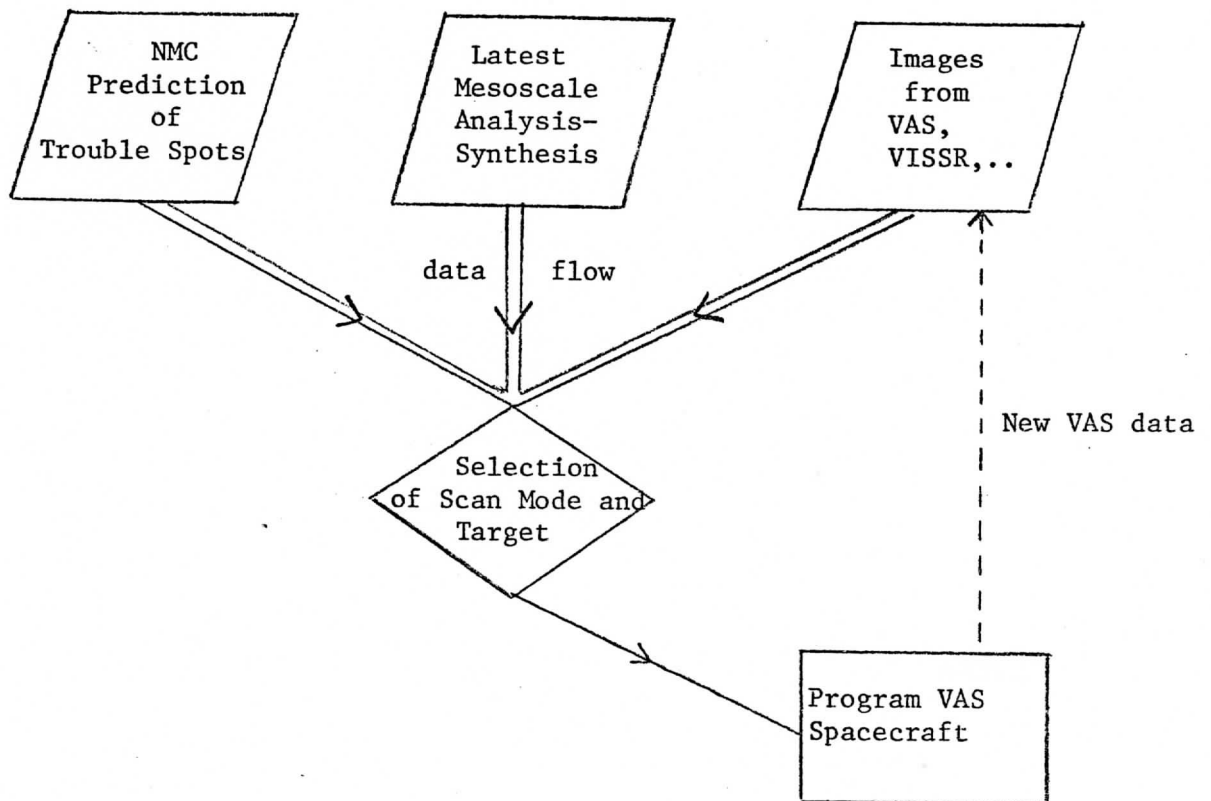 NMC
Prediction
of
Trouble Spots
Latest
Mesoscale
Analysis-
Synthesis
Images
from
VAS,
VISSR,..
data flow
Selection
of Scan Mode and
Target
New VAS data
Program VAS
Spacecraft